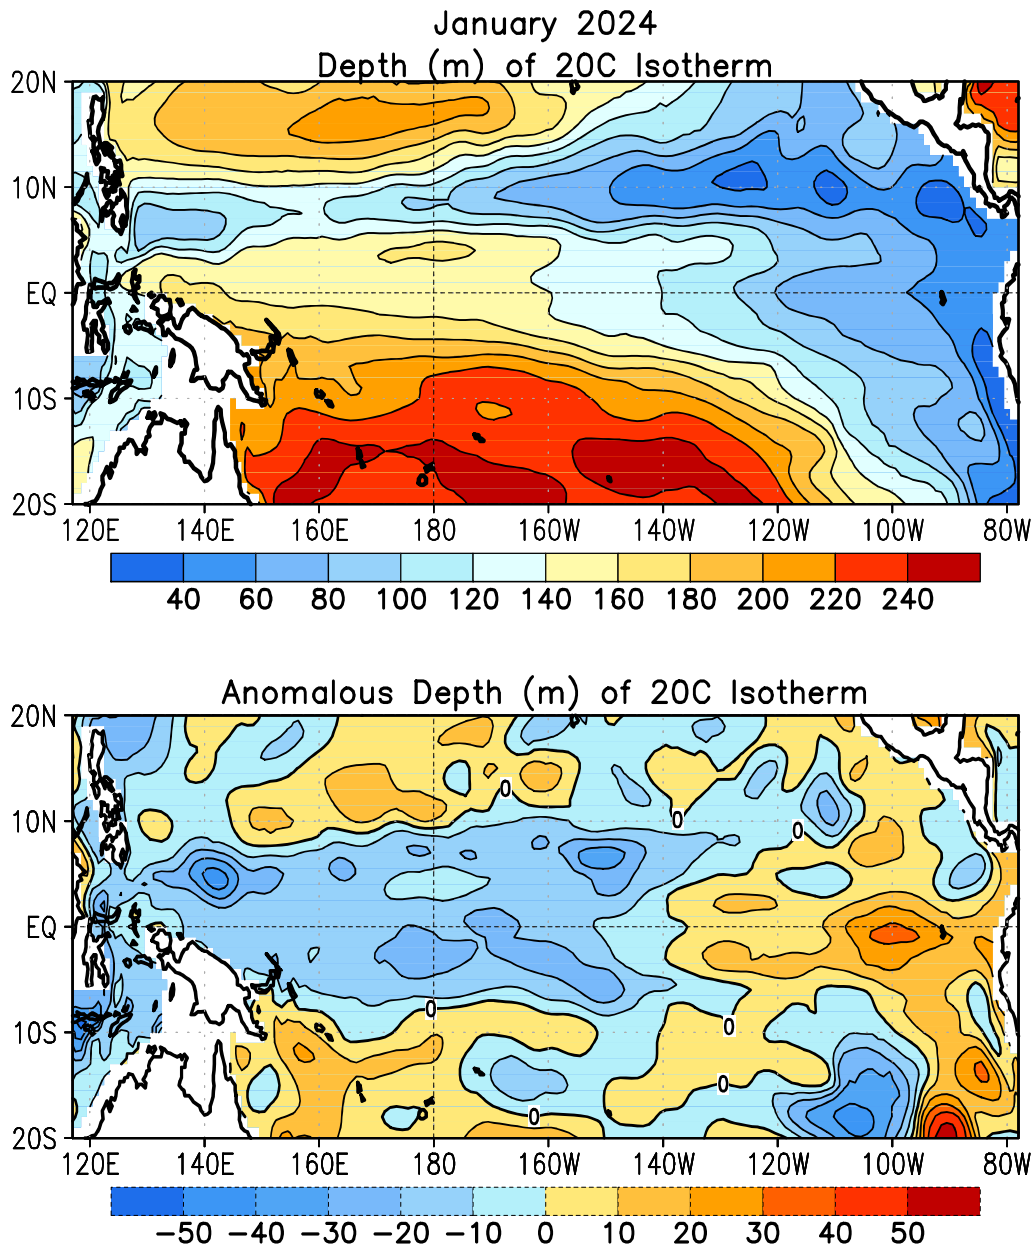 January 2024
Depth (m) of 20C Isotherm
20N
10N
EQ
10S
20S
120E 140E 160E 180 160W 140W 120W 100W 80W
40 60 80 100 120 140 160 180 200 220 240
Anomalous Depth (m) of 20C Isotherm
20N
0
0
10N
0
EQ
0
0
10S
0
0
20S
120E 140E 160E 180 160W 140W 120W 100W 80W
−50 −40 −30 −20 −10 0 10 20 30 40 50